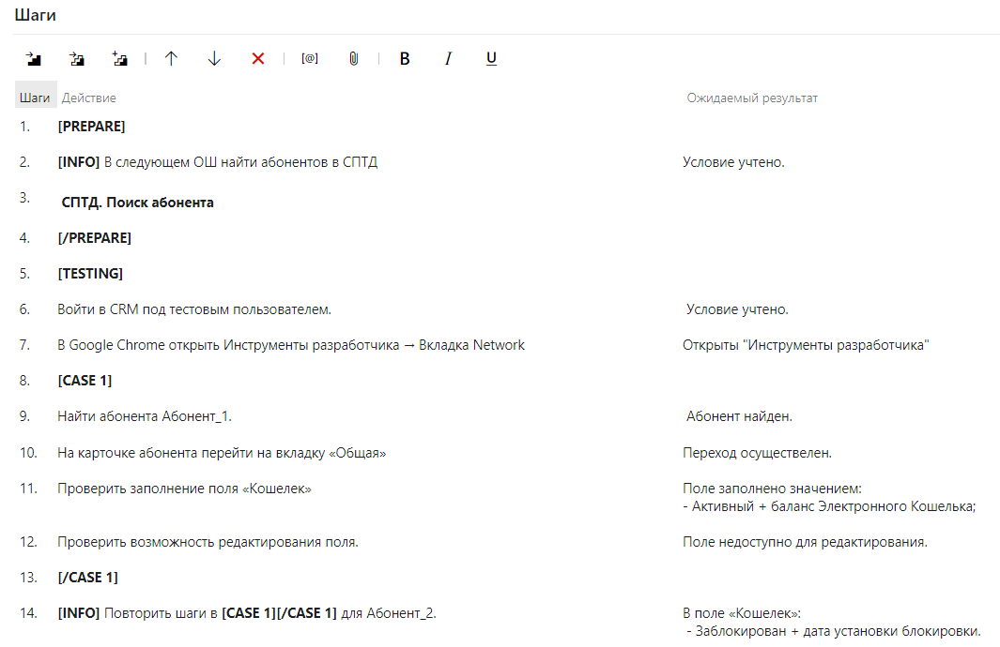 Шаги
[@] B I U
Шаги Действие Ожидаемый результат
1. [PREPARE]
2. [INFO] В следующем ОШ найти абонентов в СПТД Условие учтено.
3. СПТД. Поиск абонента
4. [/PREPARE]
5. [TESTING]
6. Войти в CRM под тестовым пользователем. Условие учтено.
7. В Google Chrome открыть Инструменты разработчика → Вкладка Network Открыты "Инструменты разработчика"
8. [CASE 1]
9. Найти абонента Абонент_1. Абонент найден.
10. На карточке абонента перейти на вкладку «Общая» Переход осуществелен.
11. Проверить заполнение поля «Кошелек» Поле заполнено значением:
- Активный + баланс Электронного Кошелька;
12. Проверить возможность редактирования поля. Поле недоступно для редактирования.
13. [/CASE 1]
14. [INFO] Повторить шаги в [CASE 1][/CASE 1] для Абонент_2. В поле «Кошелек»:
- Заблокирован + дата установки блокировки.